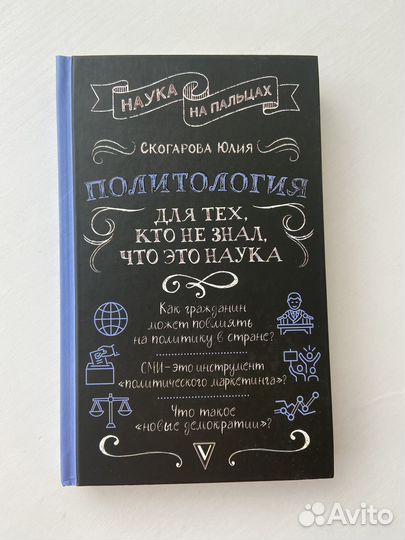 НАУКА
НА ПАЛЬЦАХ
СКОГАРОВА ЮЛИЯ
ПОЛИТОЛОГИЯ
ДЛЯ ТЕХ,
КТО НЕ ЗНАЛ,
ЧТО ЭТО НАУКА
Как гражданин
может повлиять
на политику в стране?
СМИ-это инструмент
«политического маркетинга»?
Что такое
«новые демократии»?
Avito